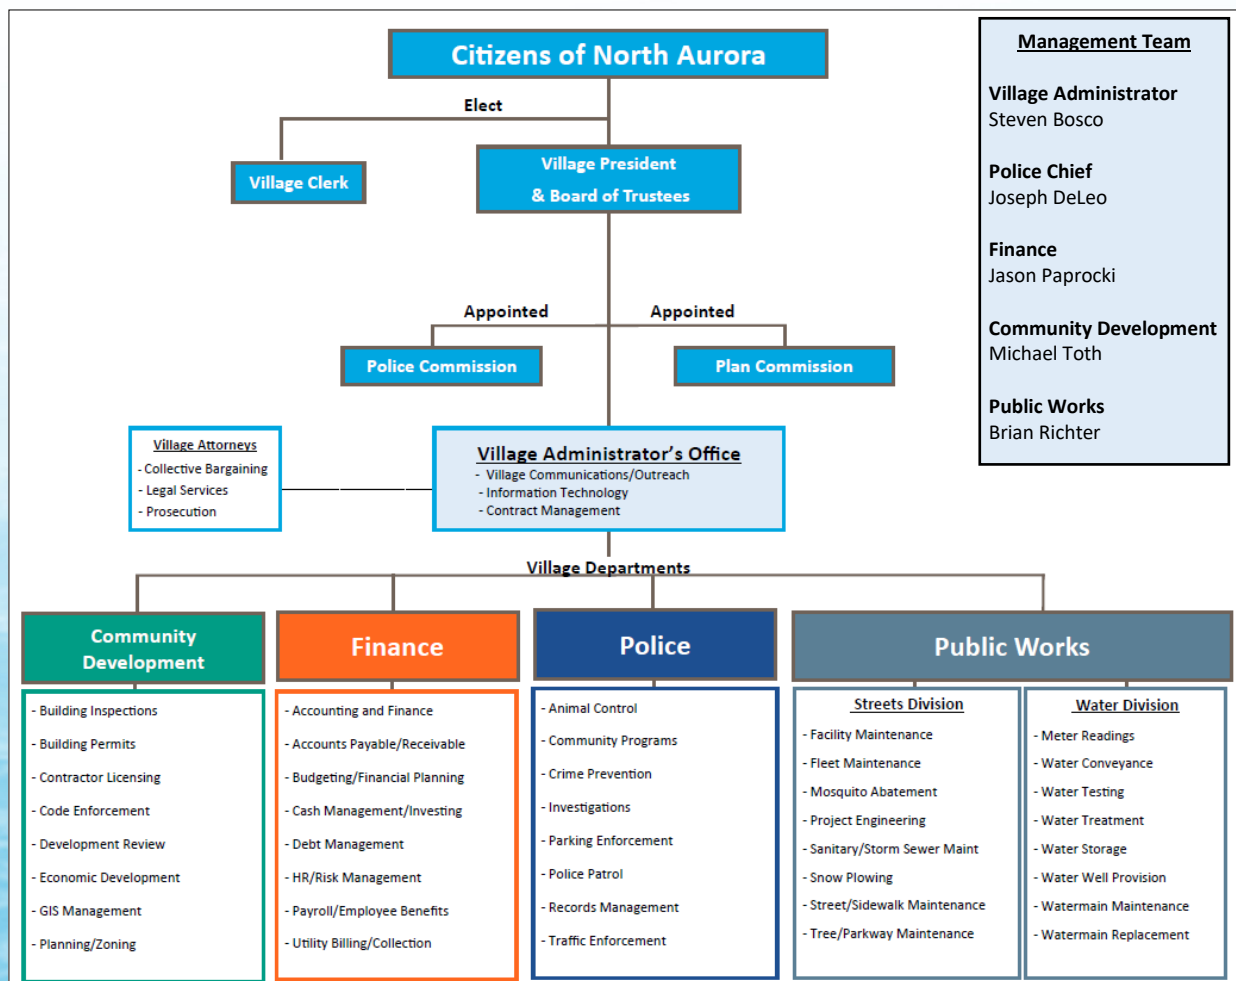 Citizens of North Aurora
Elect
Village Clerk
Village President
& Board of Trustees
Appointed
Appointed
Police Commission
Plan Commission
Management Team
Village Administrator
Steven Bosco
Police Chief
Joseph DeLeo
Finance
Jason Paprocki
Community Development
Michael Toth
Public Works
Brian Richter
Village Attorneys
- Collective Bargaining
- Legal Services
- Prosecution
Village Administrator's Office
- Village Communications/Outreach
- Information Technology
- Contract Management
Village Departments
Community
Development
- Building Inspections
- Building Permits
- Contractor Licensing
- Code Enforcement
- Development Review
- Economic Development
- GIS Management
- Planning/Zoning
Finance
- Accounting and Finance
- Accounts Payable/Receivable
- Budgeting/Financial Planning
- Cash Management/Investing
- Debt Management
- HR/Risk Management
- Payroll/Employee Benefits
- Utility Billing/Collection
Police
- Animal Control
- Community Programs
- Crime Prevention
- Investigations
- Parking Enforcement
- Police Patrol
- Records Management
- Traffic Enforcement
Public Works
Streets Division
- Facility Maintenance
- Fleet Maintenance
- Mosquito Abatement
- Project Engineering
- Sanitary/Storm Sewer Maint
- Snow Plowing
- Street/Sidewalk Maintenance
- Tree/Parkway Maintenance
Water Division
- Meter Readings
- Water Conveyance
- Water Testing
- Water Treatment
- Water Storage
- Water Well Provision
- Watermain Maintenance
- Watermain Replacement